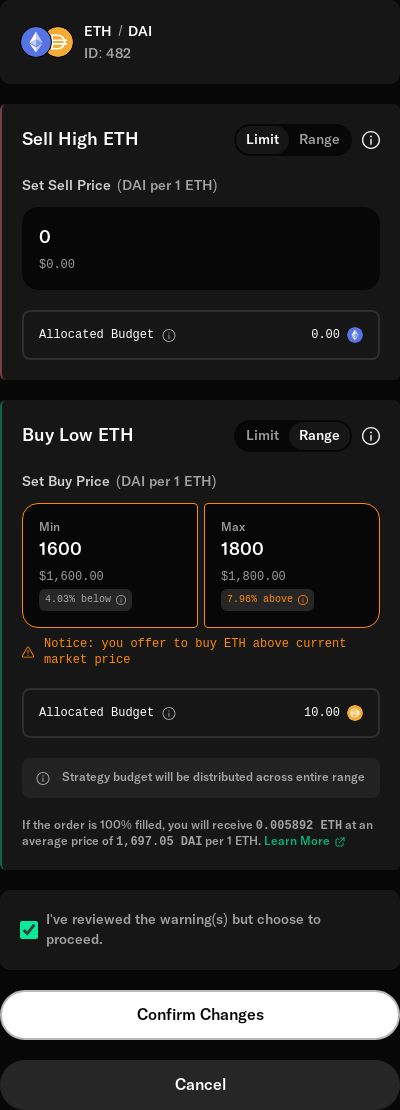 ETH / DAI
ID: 482
Sell High ETH
Limit Range
Set Sell Price (DAI per 1 ETH)
0
$0.00
Allocated Budget 0.00
Buy Low ETH
Limit Range
Set Buy Price (DAI per 1 ETH)
Min
1600
$1,600.00
4.03% below
Max
1800
$1,800.00
7.96% above
Notice: you offer to buy ETH above current
market price
Allocated Budget 10.00
Strategy budget will be distributed across entire range
If the order is 100% filled, you will receive 0.005892 ETH at an
average price of 1,697.05 DAI per 1 ETH. Learn More
I've reviewed the warning(s) but choose to
proceed.
Confirm Changes
Cancel